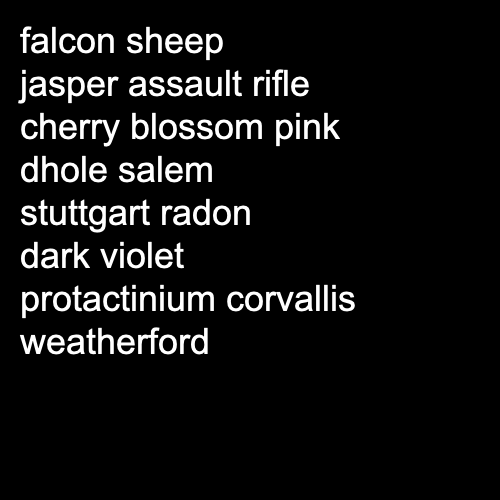 falcon sheep
jasper assault rifle
cherry blossom pink
dhole salem
stuttgart radon
dark violet
protactinium corvallis
weatherford